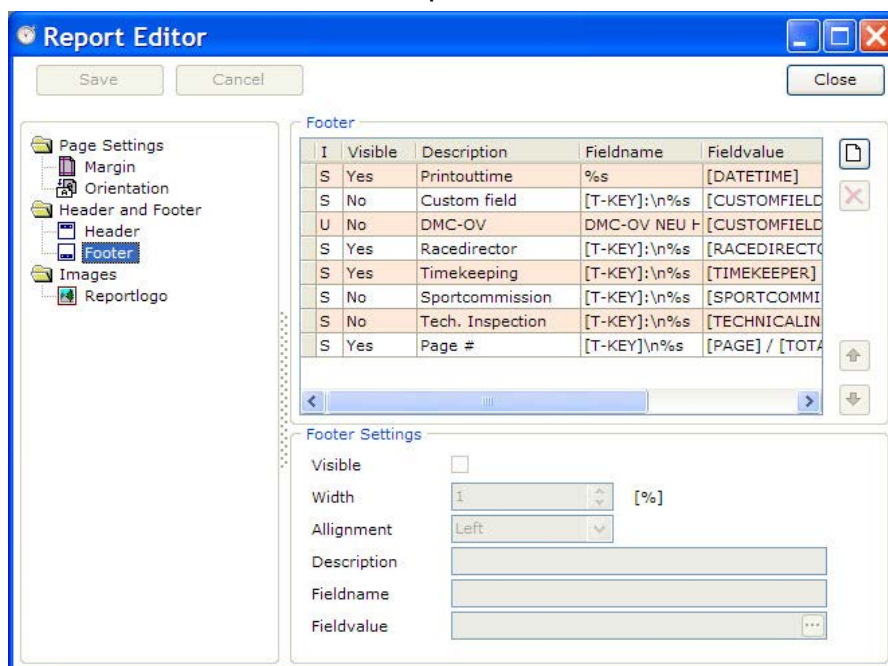 Report Editor
Save Cancel Close
Page Settings
Margin
Orientation
Header and Footer
Header
Footer
Images
Reportlogo
Footer
I Visible Description Fieldname Fieldvalue
S Yes Printouttime %s [DATETIME]
S No Custom field [T-KEY]:\n%s [CUSTOMFIELD
U No DMC-OV DMC-OV NEU H [CUSTOMFIELD
S Yes Racedirector [T-KEY]:\n%s [RACEDIRECTO
S Yes Timekeeping [T-KEY]:\n%s [TIMEKEEPER]
S No Sportcommission [T-KEY]:\n%s [SPORTCOMMI
S No Tech. Inspection [T-KEY]:\n%s [TECHNICALIN
S Yes Page # [T-KEY]\n%s [PAGE] / [TOTA
Footer Settings
Visible
Width 1 [%]
Allignment Left
Description
Fieldname
Fieldvalue ...